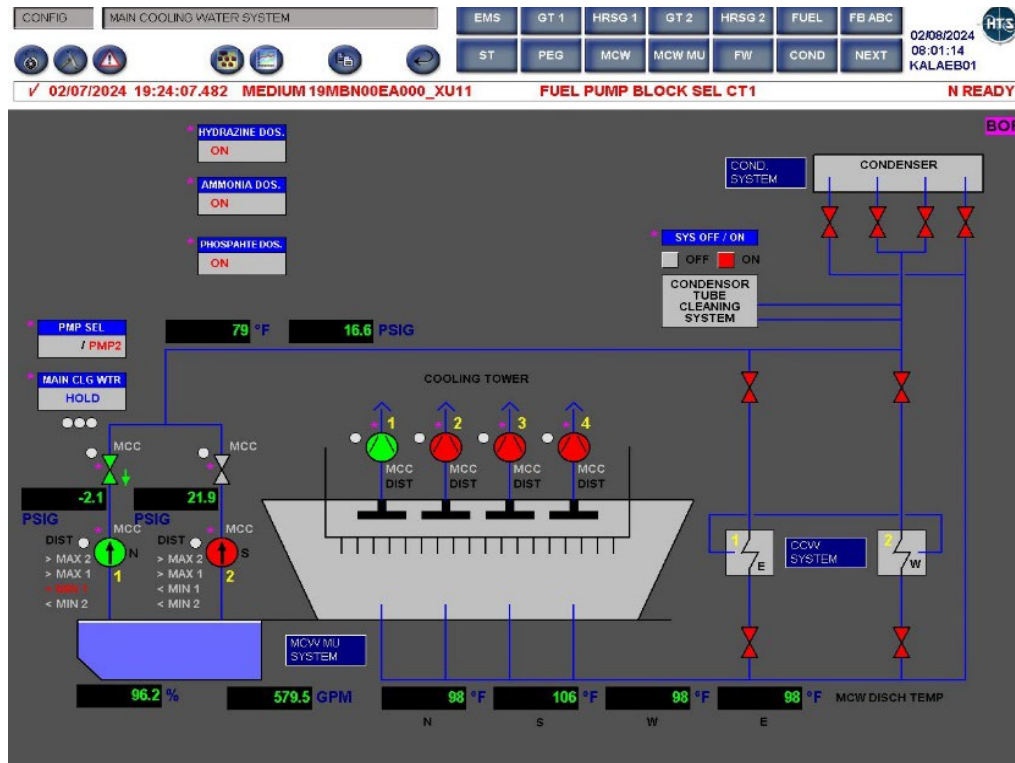 CONFIG MAIN COOLING WATER SYSTEM
EMS GT 1 HRSG 1 GT 2 HRSG 2 FUEL FB ABC
ST PEG MCW MCW MU FW COND NEXT
02/08/2024
08:01:14
KALAEB01
HTS
02/07/2024 19:24:07.482 MEDIUM 19MBN00EA000_XU11 FUEL PUMP BLOCK SEL CT1 N READY
BOP
HYDRAZINE DOS.
ON
AMMONIA DOS.
ON
PHOSPAHTE DOS.
ON
COND.
SYSTEM
CONDENSER
SYS OFF / ON
OFF ON
CONDENSOR
TUBE
CLEANING
SYSTEM
PMP SEL
/ PMP2
79 °F 16.6 PSIG
MAIN CLG WTR
HOLD
COOLING TOWER
1 2 3 4
MCC MCC MCC MCC
DIST DIST DIST DIST
MCC MCC
-2.1 21.9
PSIG PSIG
MCC MCC
DIST N DIST S
> MAX 2 > MAX 2
> MAX 1 1 > MAX 1 2
< MIN 1 < MIN 1
< MIN 2 < MIN 2
1 E
CCW
SYSTEM
2 W
MCW MU
SYSTEM
96.2 % 579.5 GPM 98 °F 106 °F 98 °F 98 °F MCW DISCH TEMP
N S W E